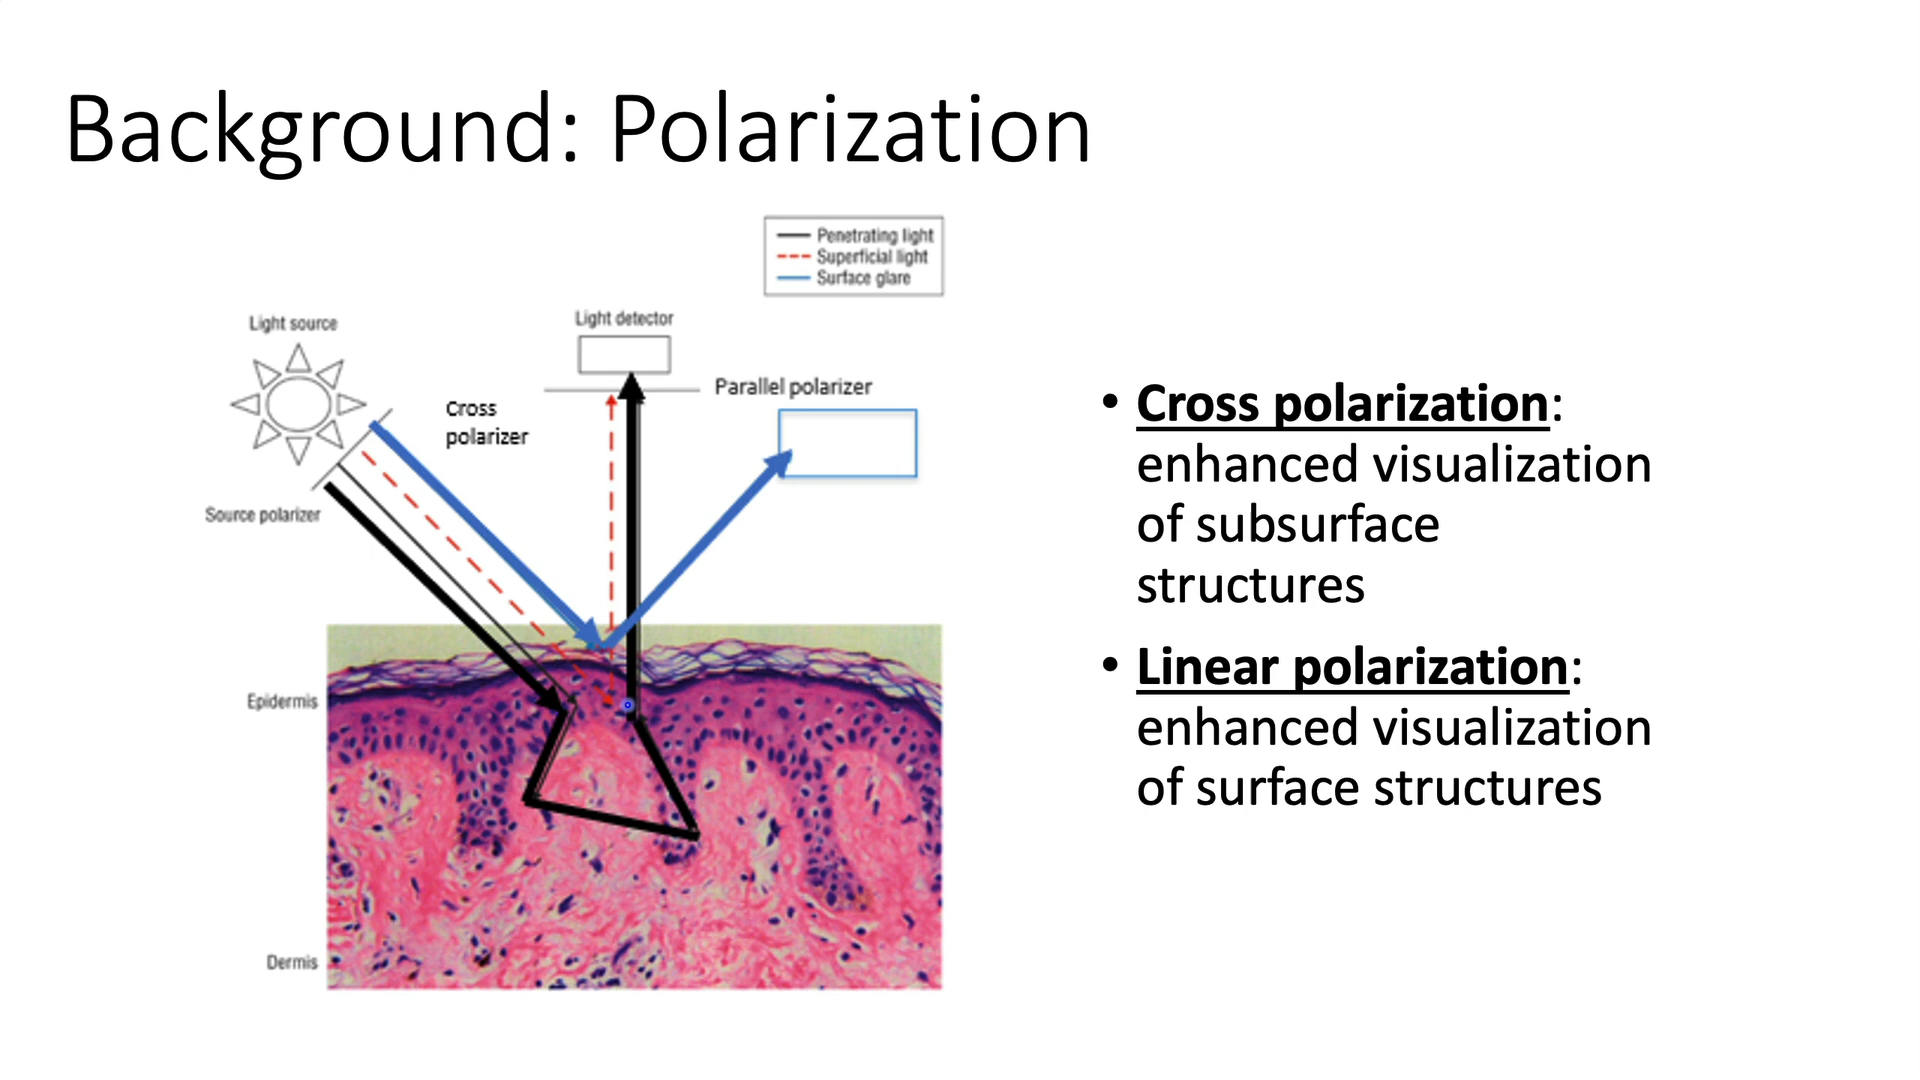 Background: Polarization
Penetrating light
Superficial light
Surface glare
Light source
Light detector
Parallel polarizer
Cross
polarizer
Source polarizer
Epidermis
Dermis
• Cross polarization:
enhanced visualization
of subsurface
structures
• Linear polarization:
enhanced visualization
of surface structures